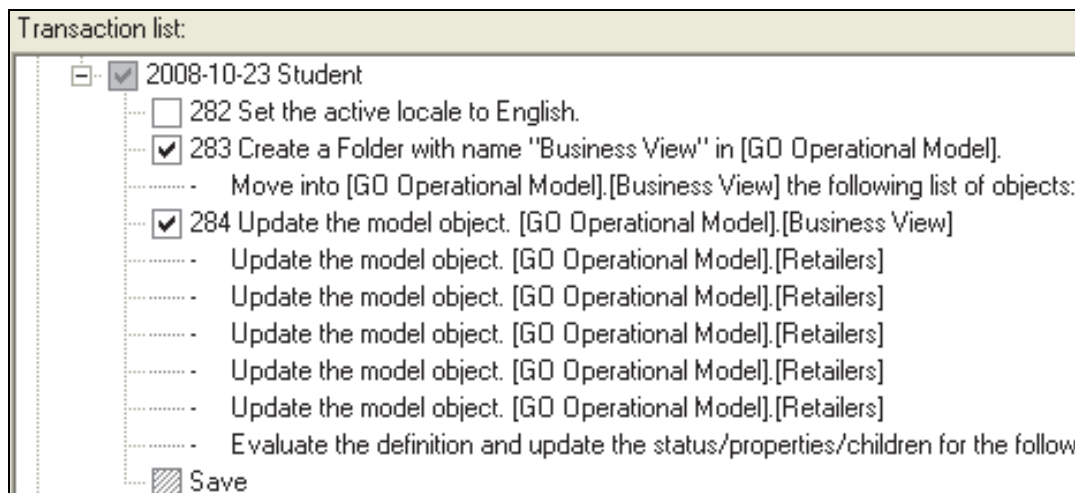 Transaction list:
2008-10-23 Student
282 Set the active locale to English.
283 Create a Folder with name "Business View" in [GO Operational Model].
- Move into [GO Operational Model].[Business View] the following list of objects:
284 Update the model object. [GO Operational Model].[Business View]
- Update the model object. [GO Operational Model].[Retailers]
- Update the model object. [GO Operational Model].[Retailers]
- Update the model object. [GO Operational Model].[Retailers]
- Update the model object. [GO Operational Model].[Retailers]
- Update the model object. [GO Operational Model].[Retailers]
- Evaluate the definition and update the status/properties/children for the follow
Save